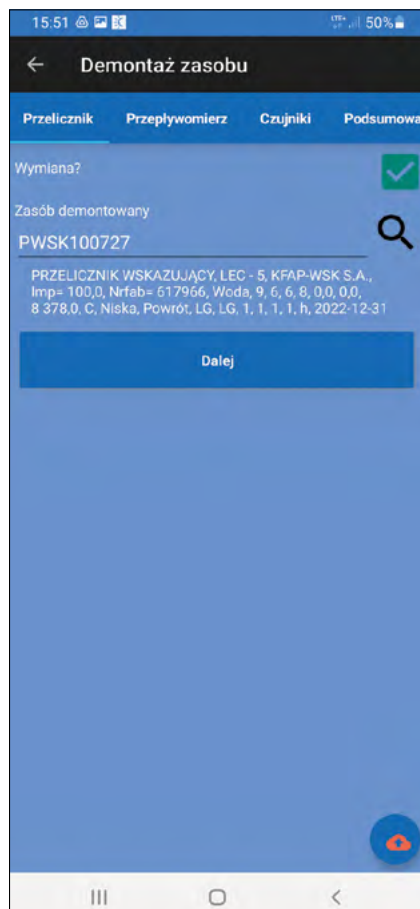 15:51 50%
Demontaż zasobu
Przelicznik Przepływomierz Czujniki Podsumowa
Wymiana?
Zasób demontowany
PWSK100727
PRZELICZNIK WSKAZUJĄCY, LEC - 5, KFAP-WSK S.A.,
Imp= 100,0, Nrfab= 617966, Woda, 9, 6, 6, 8, 0,0, 0,0,
8 378,0, C, Niska, Powrót, LG, LG, 1, 1, 1, 1, h, 2022-12-31
Dalej